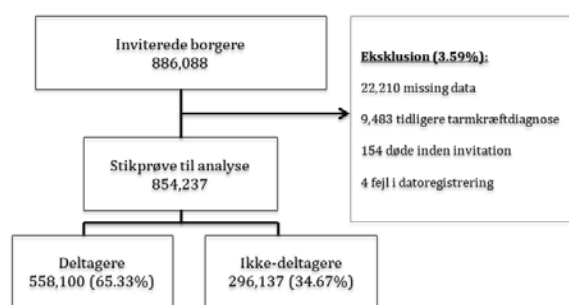 Inviterede borgere
886,088
Eksklusion (3.59%):
22,210 missing data
9,483 tidligere tarmkræftdiagnose
154 døde inden invitation
4 fejl i datoregistrering
Stikprøve til analyse
854,237
Deltagere
558,100 (65.33%)
Ikke-deltagere
296,137 (34.67%)